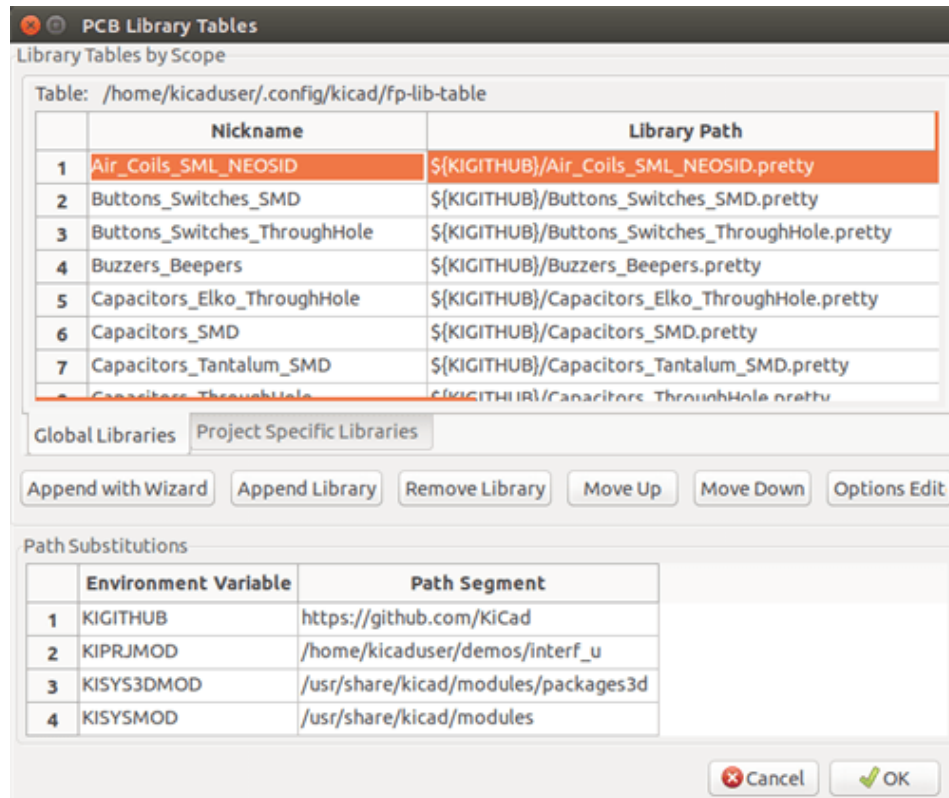 PCB Library Tables
Library Tables by Scope
Table: /home/kicaduser/.config/kicad/fp-lib-table
Nickname Library Path
1 Air_Coils_SML_NEOSID ${KIGITHUB}/Air_Coils_SML_NEOSID.pretty
2 Buttons_Switches_SMD ${KIGITHUB}/Buttons_Switches_SMD.pretty
3 Buttons_Switches_ThroughHole ${KIGITHUB}/Buttons_Switches_ThroughHole.pretty
4 Buzzers_Beepers ${KIGITHUB}/Buzzers_Beepers.pretty
5 Capacitors_Elko_ThroughHole ${KIGITHUB}/Capacitors_Elko_ThroughHole.pretty
6 Capacitors_SMD ${KIGITHUB}/Capacitors_SMD.pretty
7 Capacitors_Tantalum_SMD ${KIGITHUB}/Capacitors_Tantalum_SMD.pretty
8 Capacitors_ThroughHole ${KIGITHUB}/Capacitors_ThroughHole.pretty
Global Libraries Project Specific Libraries
Append with Wizard Append Library Remove Library Move Up Move Down Options Edit
Path Substitutions
Environment Variable Path Segment
1 KIGITHUB https://github.com/KiCad
2 KIPRJMOD /home/kicaduser/demos/interf_u
3 KISYS3DMOD /usr/share/kicad/modules/packages3d
4 KISYSMOD /usr/share/kicad/modules
Cancel OK